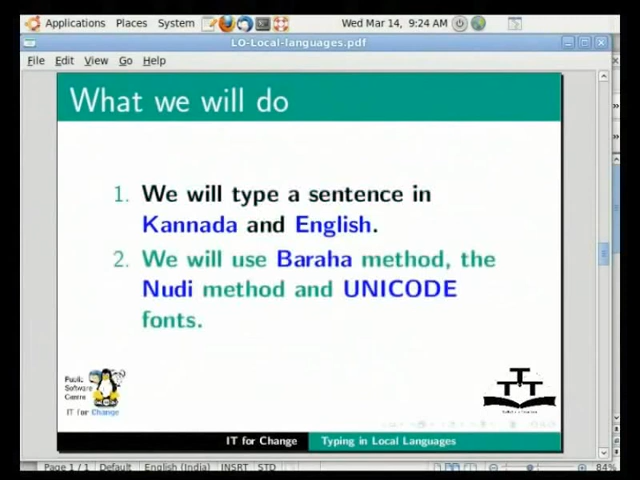 Applications Places System Wed Mar 14, 9:24 AM
LO-Local-languages.pdf
File Edit View Go Help
What we will do
1. We will type a sentence in
Kannada and English.
2. We will use Baraha method, the
Nudi method and UNICODE
fonts.
Public
Software
Centre
IT for Change
IT for Change Typing in Local Languages
Page 1 / 1 Default English (India) INSRT STD 84%